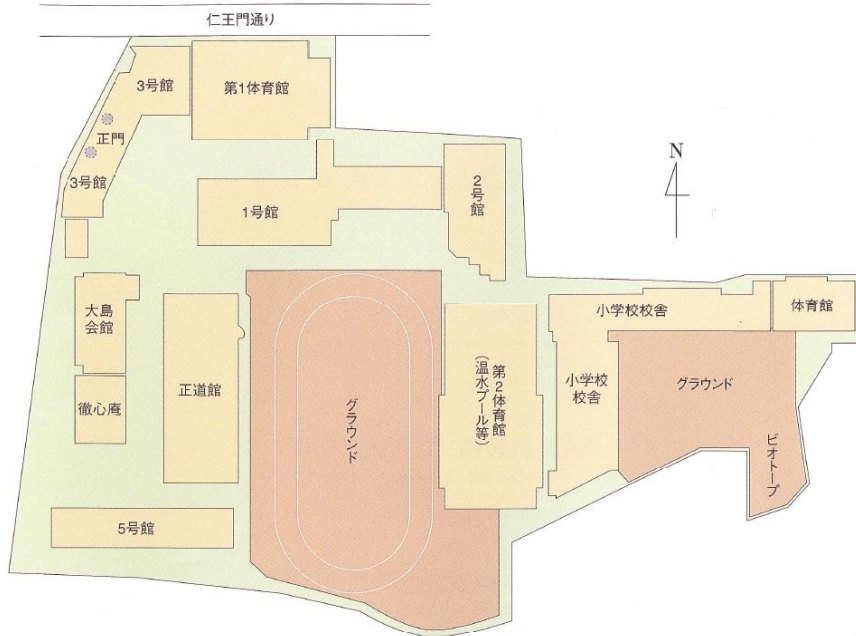 仁王門通り
3号館
第1体育館
正門
3号館
1号館
2号館
N
大島
会館
正道館
徹心庵
5号館
グラウンド
第2体育館
(温水プール等)
小学校校舎
体育館
小学校
校舎
グラウンド
ビオトープ